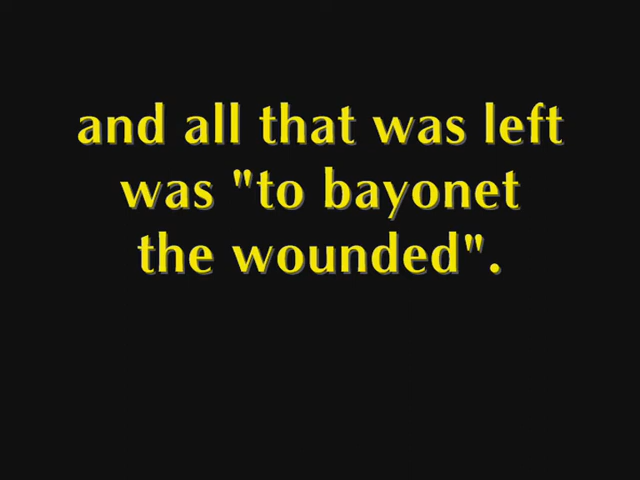 and all that was left
was "to bayonet
the wounded".